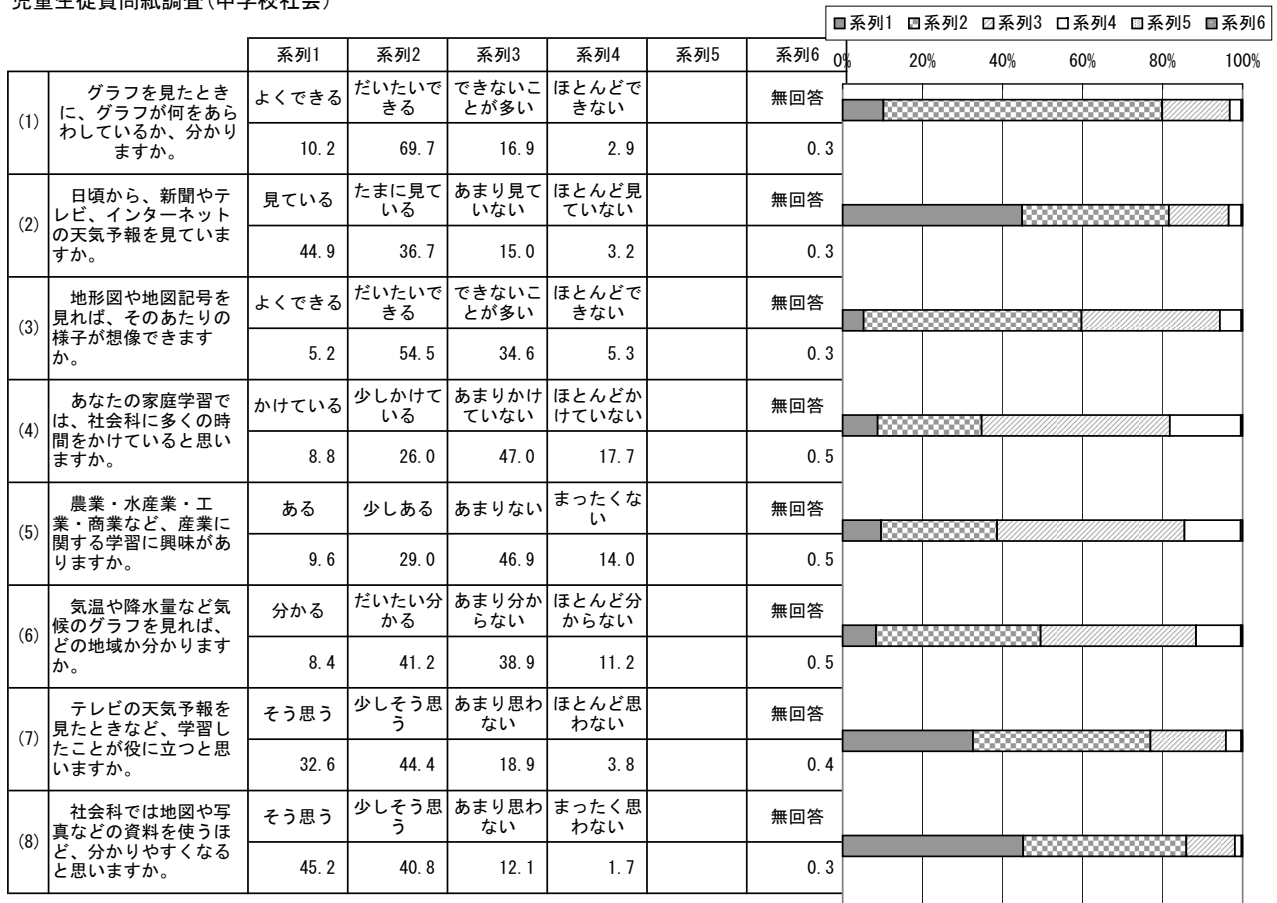 児童生徒質問紙調査(中学校社会)
系列1 系列2 系列3 系列4 系列5 系列6
系列1 系列2 系列3 系列4 系列5 系列6
0% 20% 40% 60% 80% 100%
(1)
グラフを見たとき
に、グラフが何をあら
わしているか、分かり
ますか。
よくできる だいたいで できないこ ほとんどで 無回答
きる とが多い きない
10.2 69.7 16.9 2.9 0.3
(2)
日頃から、新聞やテ
レビ、インターネット
の天気予報を見ていま
すか。
見ている たまに見て あまり見て ほとんど見 無回答
いる いない ていない
44.9 36.7 15.0 3.2 0.3
(3)
地形図や地図記号を
見れば、そのあたりの
様子が想像できます
か。
よくできる だいたいで できないこ ほとんどで 無回答
きる とが多い きない
5.2 54.5 34.6 5.3 0.3
(4)
あなたの家庭学習で
は、社会科に多くの時
間をかけていると思い
ますか。
かけている 少しかけて あまりかけ ほとんどか 無回答
いる ていない けていない
8.8 26.0 47.0 17.7 0.5
(5)
農業・水産業・工
業・商業など、産業に
関する学習に興味があ
りますか。
ある 少しある あまりない まったくな 無回答
い
9.6 29.0 46.9 14.0 0.5
(6)
気温や降水量など気
候のグラフを見れば、
どの地域か分かります
か。
分かる だいたい分 あまり分か ほとんど分 無回答
かる らない からない
8.4 41.2 38.9 11.2 0.5
(7)
テレビの天気予報を
見たときなど、学習し
たことが役に立つと思
いますか。
そう思う 少しそう思 あまり思わ ほとんど思 無回答
う ない わない
32.6 44.4 18.9 3.8 0.4
(8)
社会科では地図や写
真などの資料を使うほ
ど、分かりやすくなる
と思いますか。
そう思う 少しそう思 あまり思わ まったく思 無回答
う ない わない
45.2 40.8 12.1 1.7 0.3